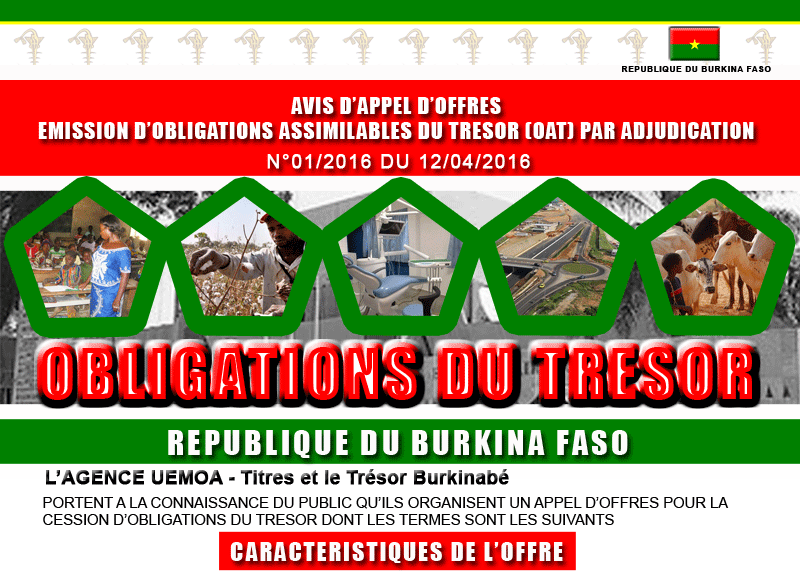 REPUBLIQUE DU BURKINA FASO
AVIS D'APPEL D'OFFRES
EMISSION D'OBLIGATIONS ASSIMILABLES DU TRESOR (OAT) PAR ADJUDICATION
N°01/2016 DU 12/04/2016
OBLIGATIONS DU TRESOR
REPUBLIQUE DU BURKINA FASO
L'AGENCE UEMOA - Titres et le Trésor Burkinabé
PORTENT A LA CONNAISSANCE DU PUBLIC QU'ILS ORGANISENT UN APPEL D'OFFRES POUR LA
CESSION D'OBLIGATIONS DU TRESOR DONT LES TERMES SONT LES SUIVANTS
CARACTERISTIQUES DE L'OFFRE